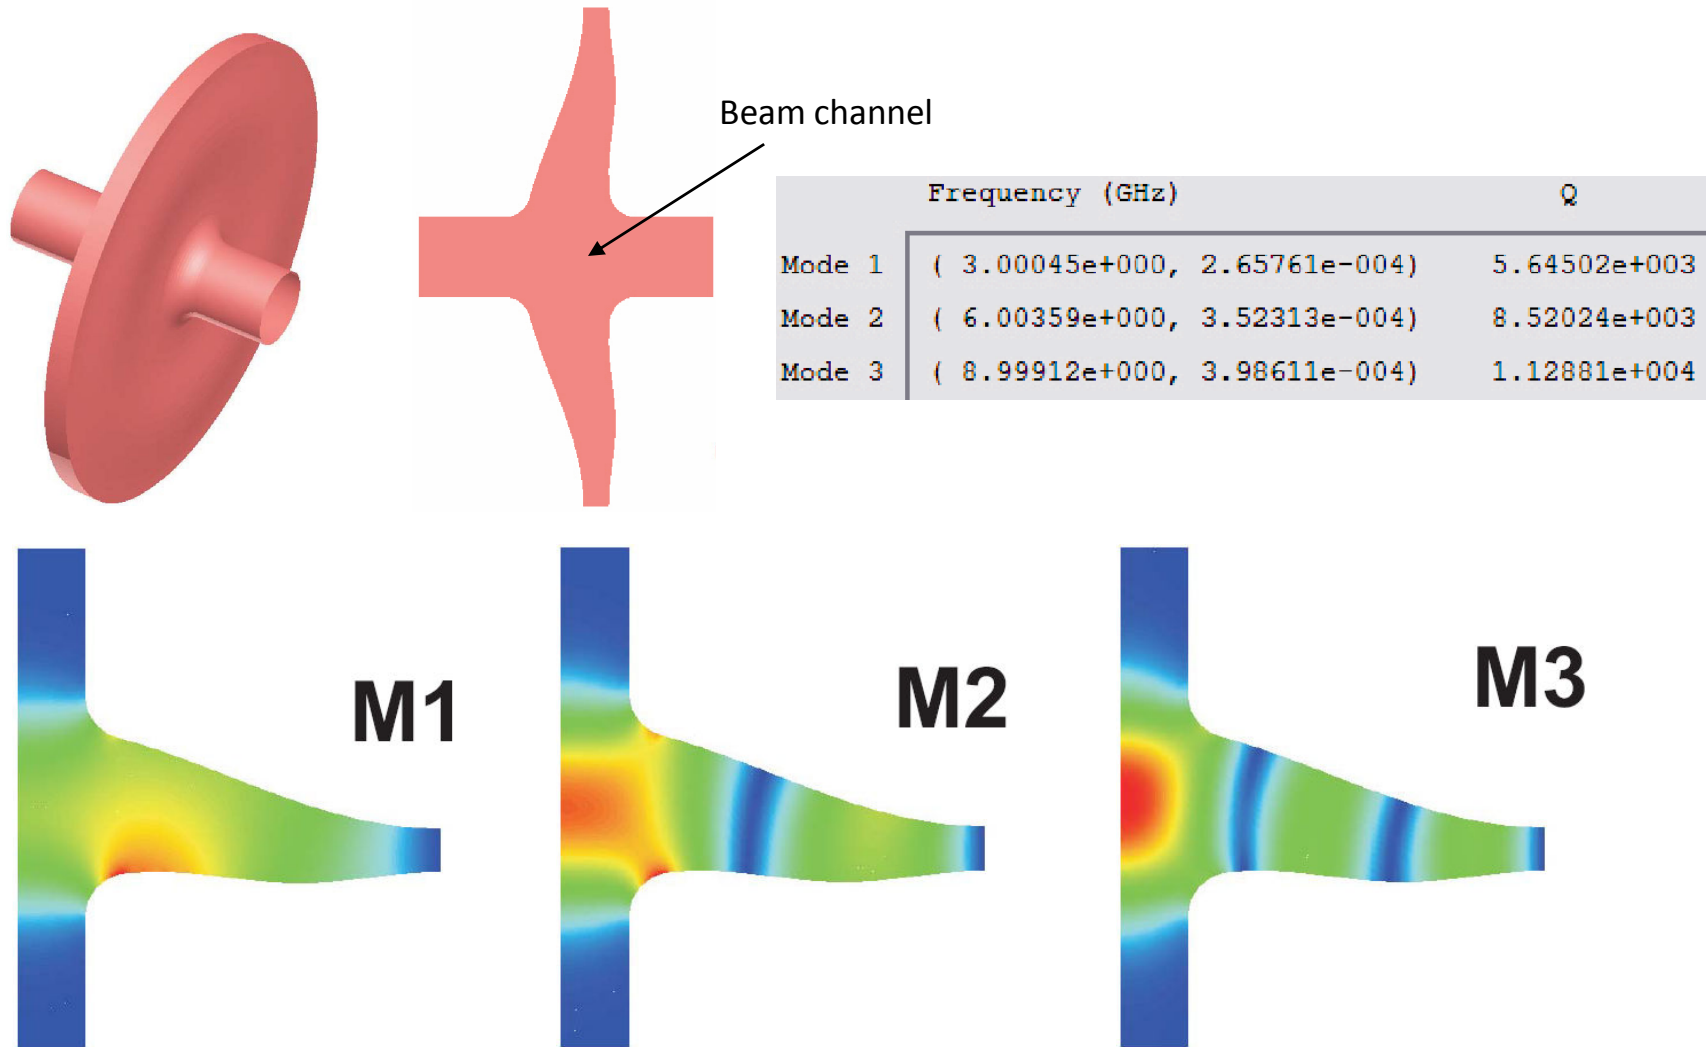 Beam channel
Frequency (GHz) Q
Mode 1 ( 3.00045e+000, 2.65761e-004) 5.64502e+003
Mode 2 ( 6.00359e+000, 3.52313e-004) 8.52024e+003
Mode 3 ( 8.99912e+000, 3.98611e-004) 1.12881e+004
M1
M2
M3